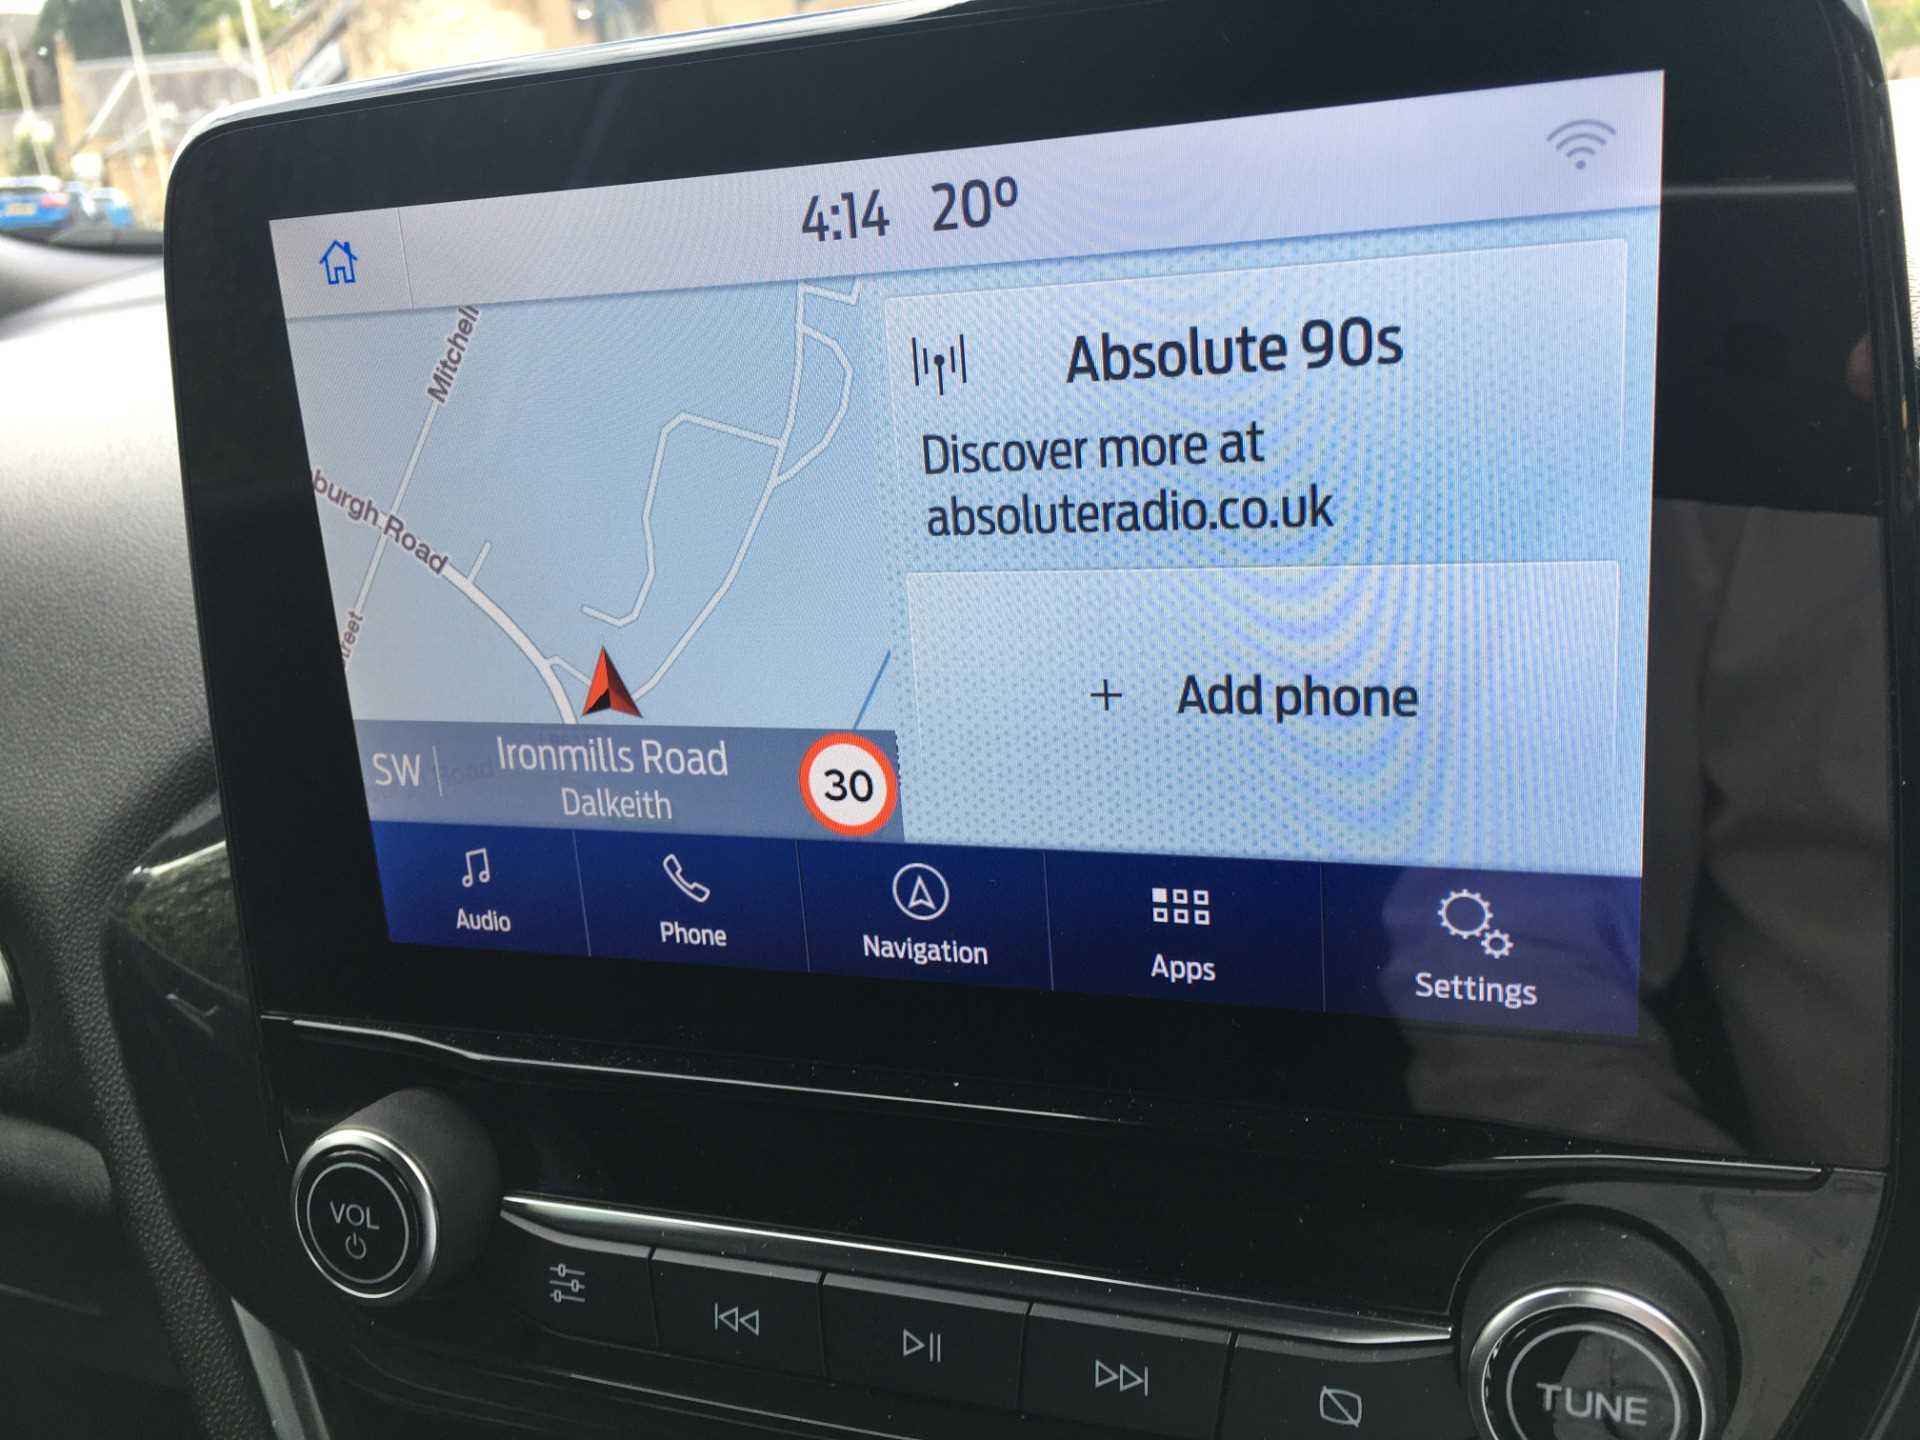 4:14 20°
Mitchell
burgh Road
Absolute 90s
Discover more at
absoluteradio.co.uk
+ Add phone
SW
Ironmills Road
Dalkeith
30
Audio
Phone
Navigation
Apps
Settings
VOL
TUNE